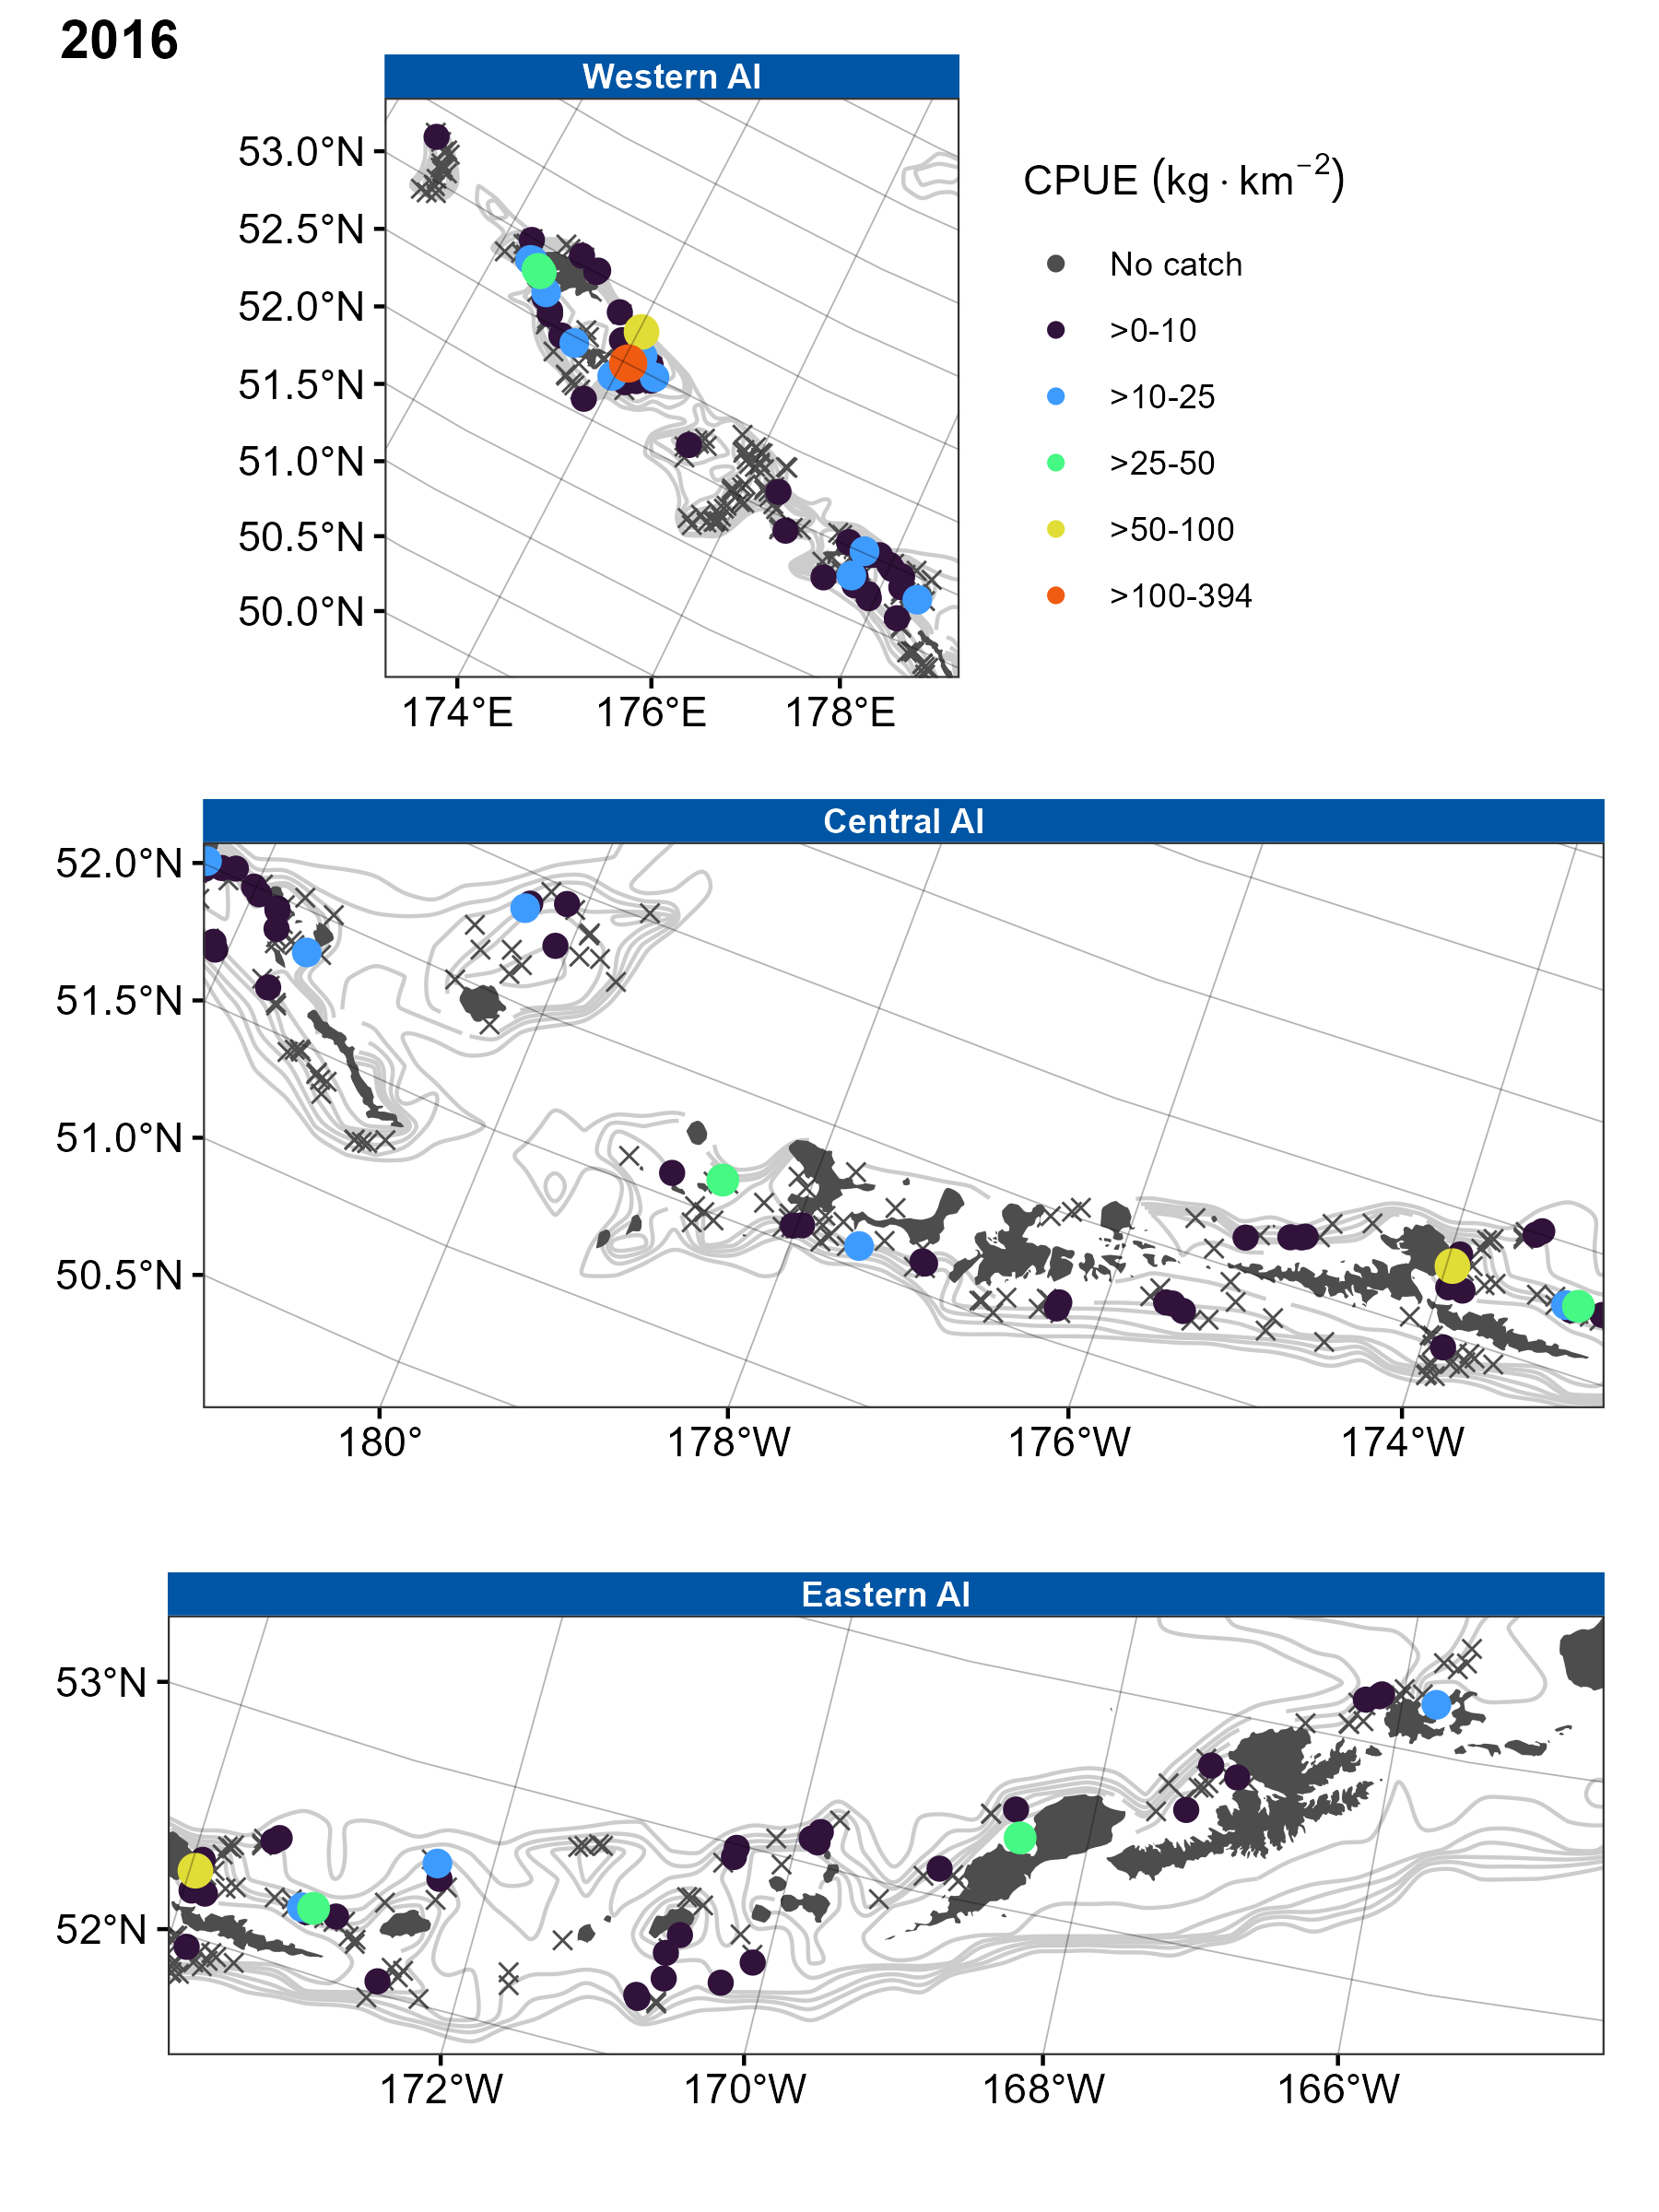 2016
Western AI
53.0°N
52.5°N
52.0°N
51.5°N
51.0°N
50.5°N
50.0°N
174°E 176°E 178°E
CPUE (kg · km⁻²)
No catch
>0-10
>10-25
>25-50
>50-100
>100-394
Central AI
52.0°N
51.5°N
51.0°N
50.5°N
180° 178°W 176°W 174°W
Eastern AI
53°N
52°N
172°W 170°W 168°W 166°W